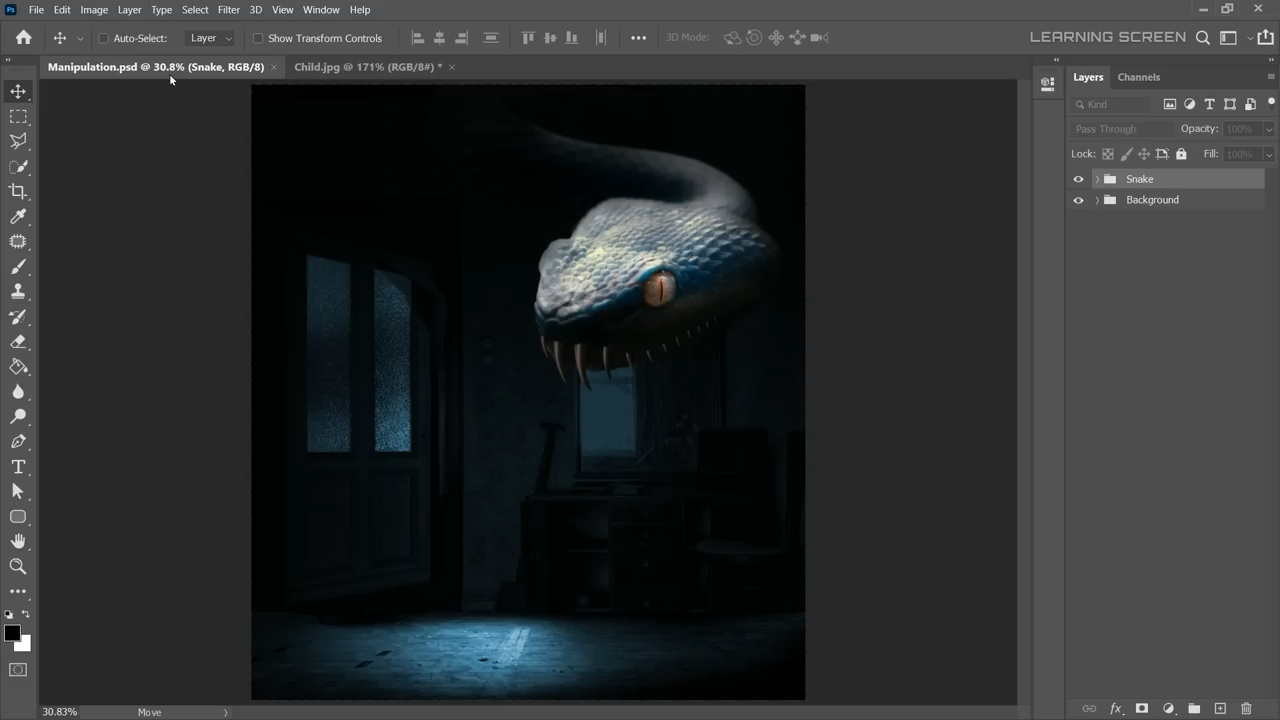 Ps File Edit Image Layer Type Select Filter 3D View Window Help
Auto-Select: Layer Show Transform Controls 3D Mode: LEARNING SCREEN
Manipulation.psd @ 30.8% (Snake, RGB/8) × Child.jpg @ 171% (RGB/8#) * ×
Layers Channels
Kind
Pass Through Opacity: 100%
Lock: Fill: 100%
Snake
Background
fx
30.83% Move